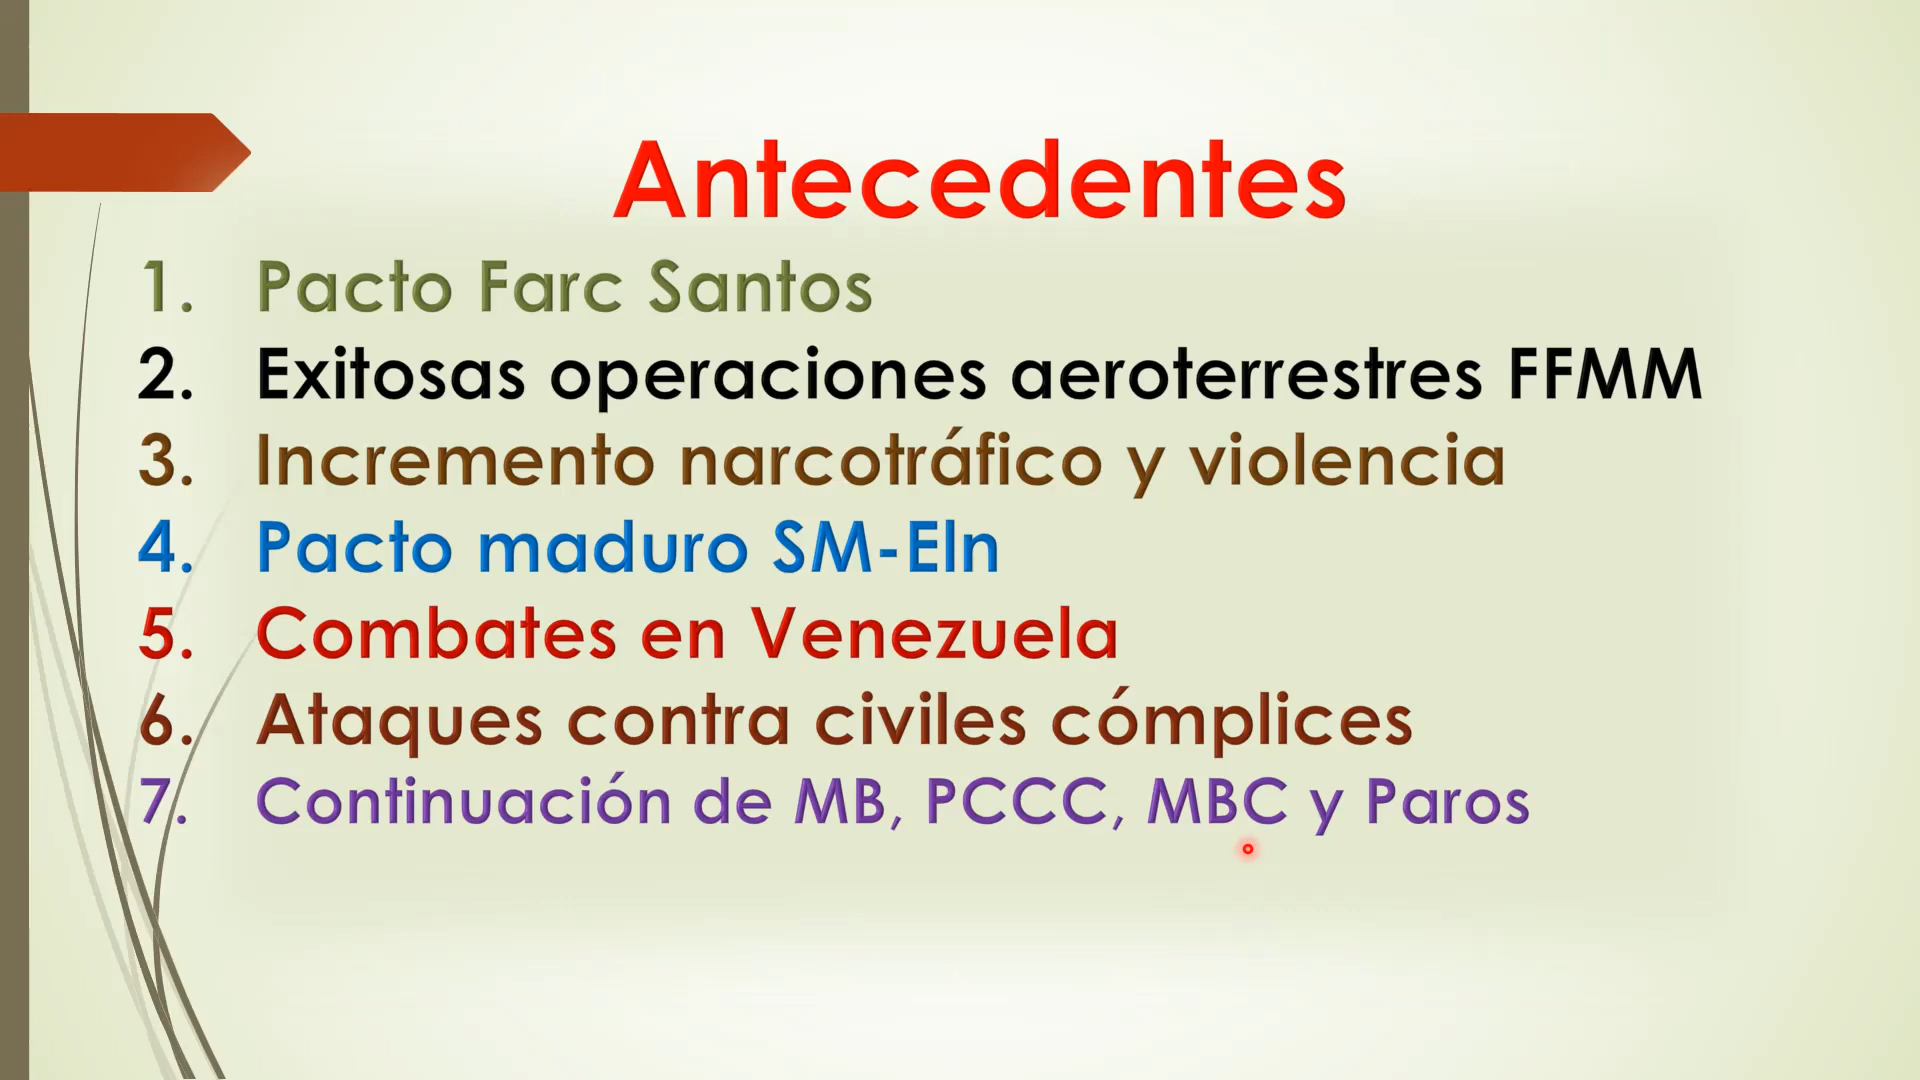 Antecedentes
1. Pacto Farc Santos
2. Exitosas operaciones aeroterrestres FFMM
3. Incremento narcotráfico y violencia
4. Pacto maduro SM-Eln
5. Combates en Venezuela
6. Ataques contra civiles cómplices
7. Continuación de MB, PCCC, MBC y Paros